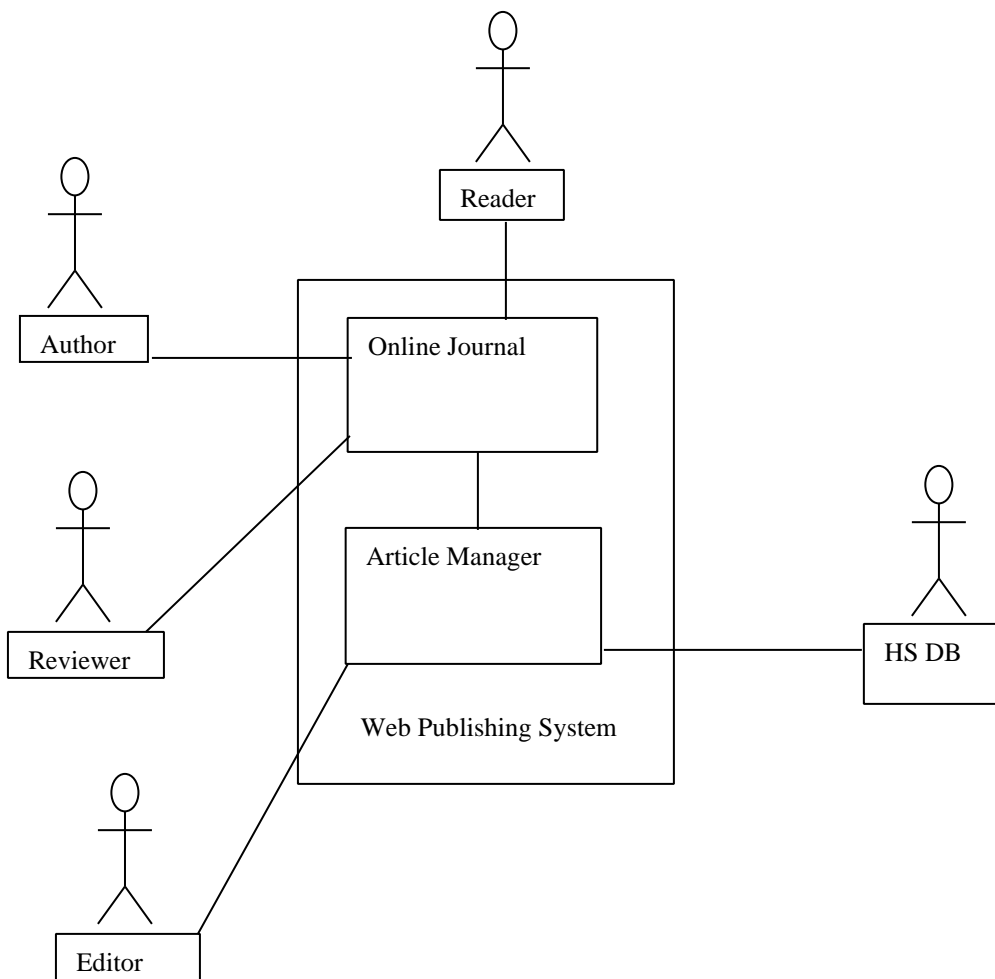 Reader
Author
Online Journal
Article Manager
Reviewer
HS DB
Web Publishing System
Editor